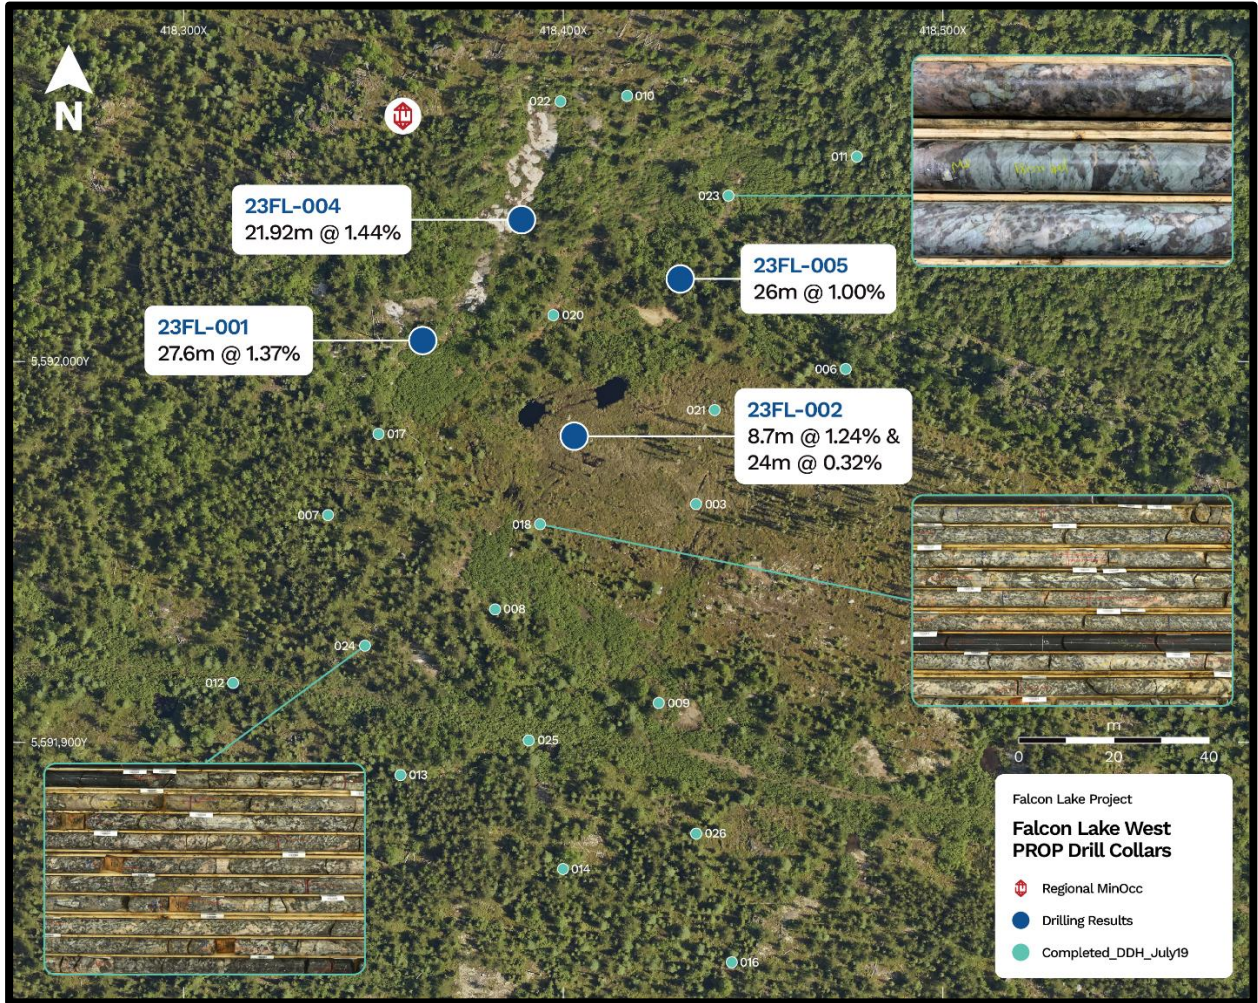 418,300X
418,400X
418,500X
N
022
010
011
023
23FL-004
21.92m @ 1.44%
23FL-005
26m @ 1.00%
020
23FL-001
27.6m @ 1.37%
5,592,000Y
006
23FL-002
8.7m @ 1.24% &
24m @ 0.32%
021
017
003
007
018
008
024
012
009
025
5,591,900Y
m
0
20
40
013
026
014
016
Falcon Lake Project
Falcon Lake West
PROP Drill Collars
Regional MinOcc
Drilling Results
Completed_DDH_July19